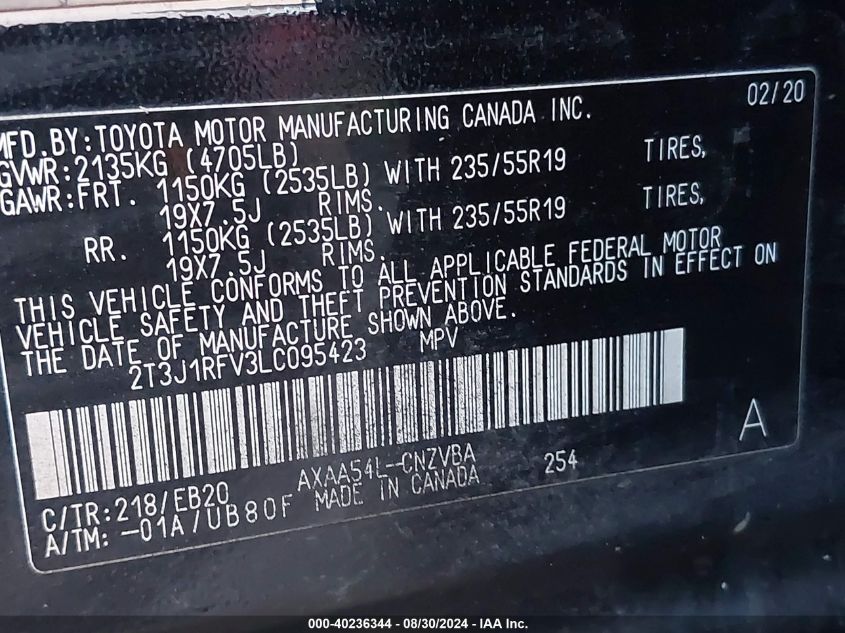 02/20
MFD.BY:TOYOTA MOTOR MANUFACTURING CANADA INC.
GVWR:2135KG (4705LB)
GAWR:FRT. 1150KG (2535LB) WITH 235/55R19 TIRES,
19X7.5J RIMS.
RR. 1150KG (2535LB) WITH 235/55R19 TIRES,
19X7.5J RIMS.
THIS VEHICLE CONFORMS TO ALL APPLICABLE FEDERAL MOTOR
VEHICLE SAFETY AND THEFT PREVENTION STANDARDS IN EFFECT ON
THE DATE OF MANUFACTURE SHOWN ABOVE.
2T3J1RFV3LC095423 MPV
A
C/TR:218/EB20 AXAA54L--CNZVBA 254
A/TM: -01A/UB80F MADE IN CANADA
000-40236344 - 08/30/2024 - IAA Inc.